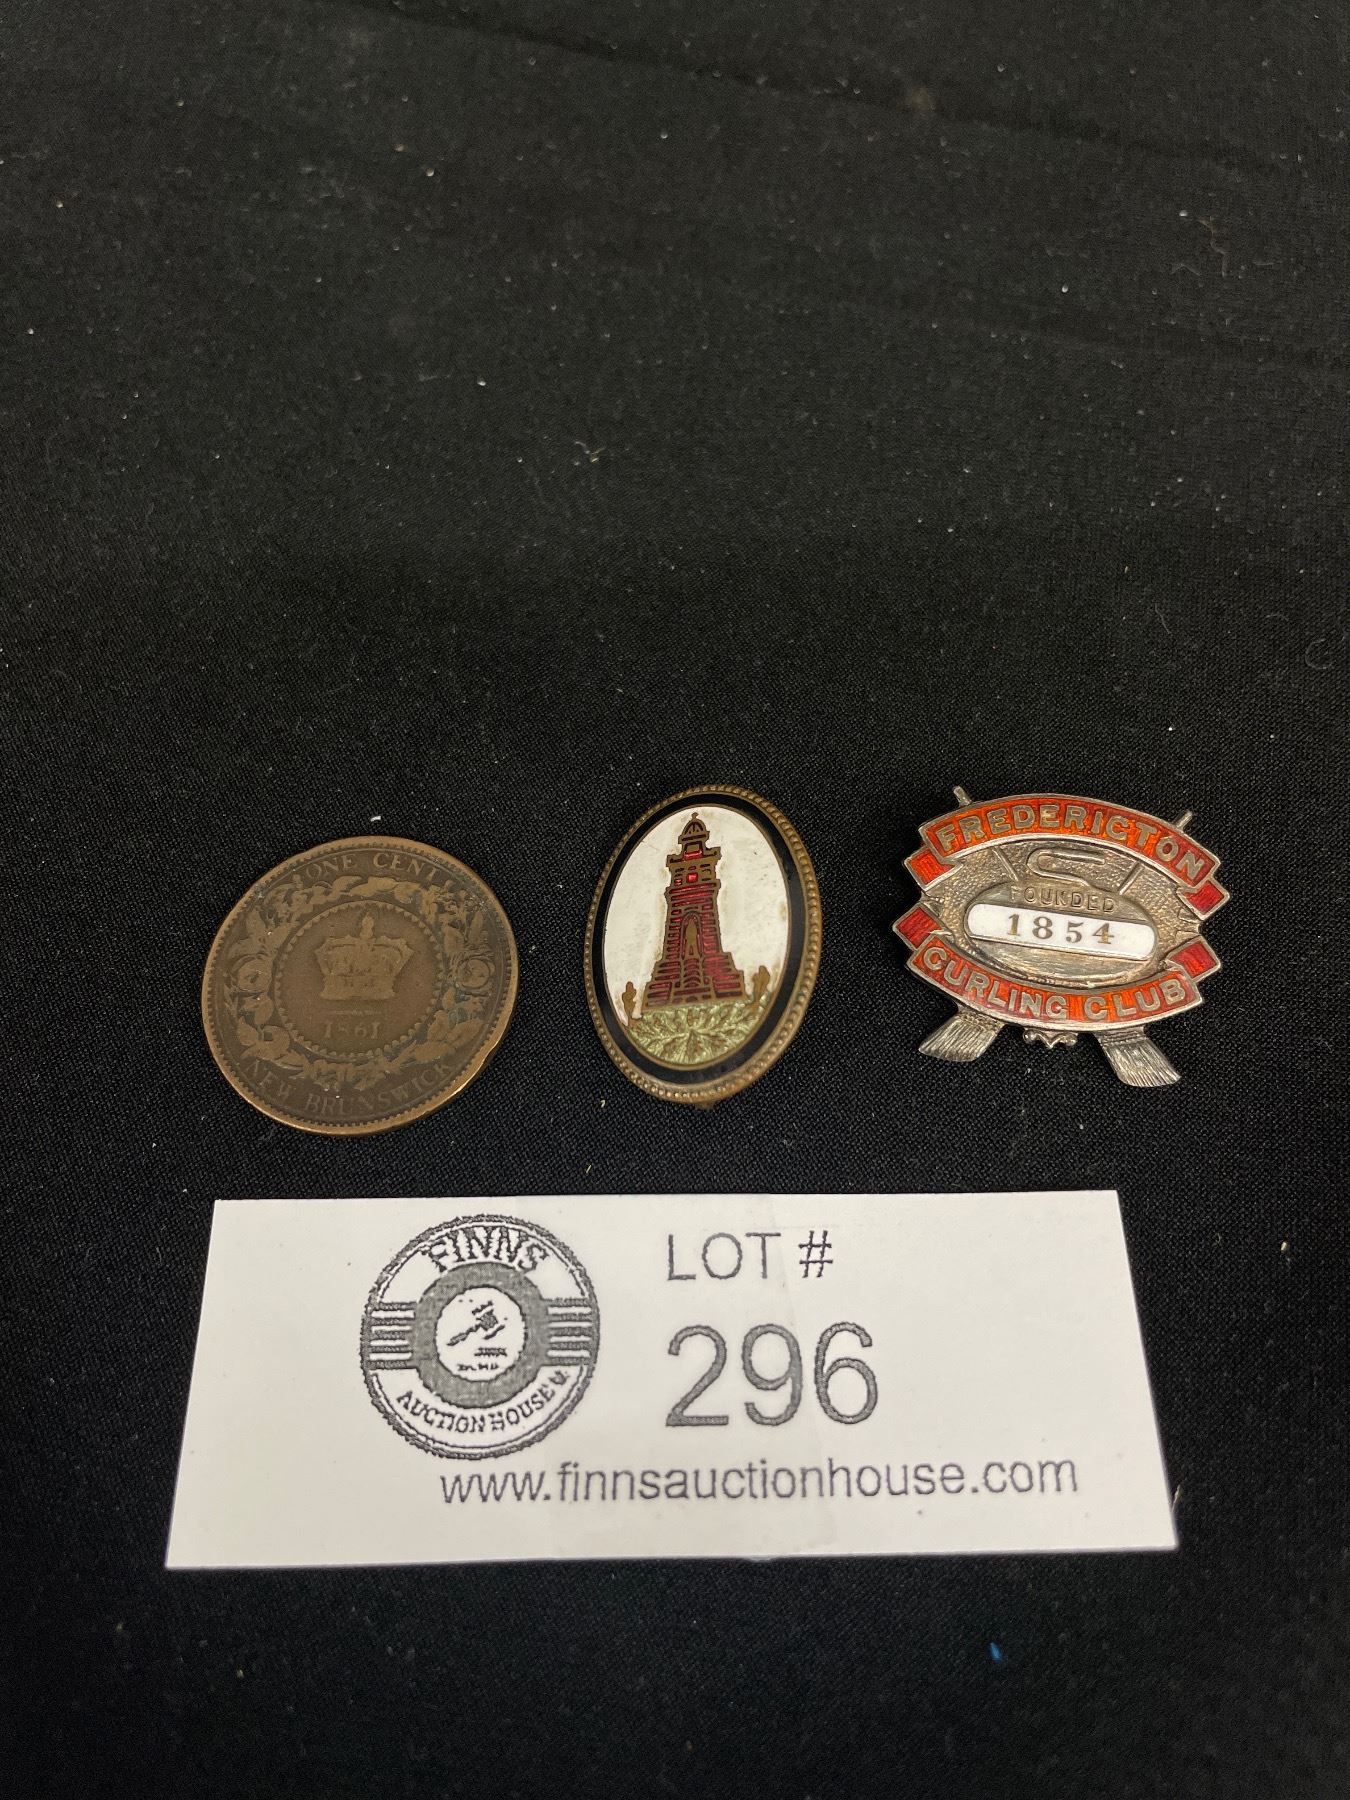 ONE CENT
1861
NEW BRUNSWICK
FREDERICTON
FOUNDED
1854
CURLING CLUB
FINNS
AUCTION HOUSE
LOT #
296
www.finnsauctionhouse.com